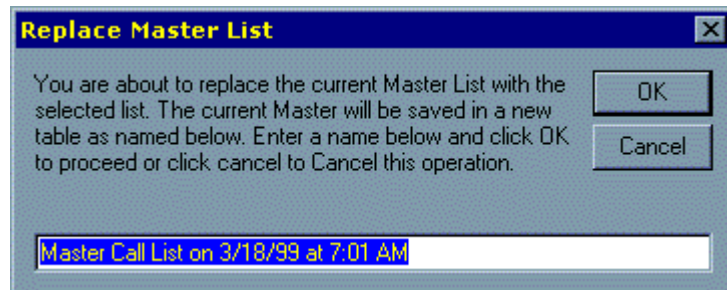 Replace Master List
You are about to replace the current Master List with the
selected list. The current Master will be saved in a new
table as named below. Enter a name below and click OK
to proceed or click cancel to Cancel this operation.
OK
Cancel
Master Call List on 3/18/99 at 7:01 AM